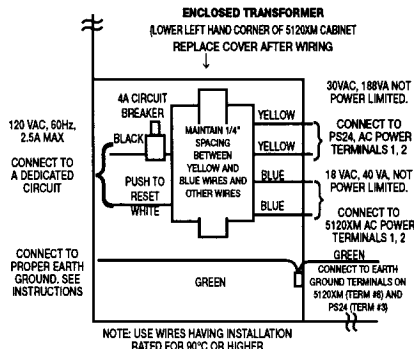 ENCLOSED TRANSFORMER
(LOWER LEFT HAND CORNER OF 5120XM CABINET
REPLACE COVER AFTER WIRING
120 VAC, 60Hz,
2.5A MAX
CONNECT TO
A DEDICATED
CIRCUIT
CONNECT TO
PROPER EARTH
GROUND. SEE
INSTRUCTIONS
4A CIRCUIT
BREAKER
BLACK
PUSH TO
RESET
WHITE
MAINTAIN 1/4"
SPACING
BETWEEN
YELLOW AND
BLUE WIRES AND
OTHER WIRES
YELLOW
YELLOW
BLUE
BLUE
30VAC, 188VA NOT
POWER LIMITED.
CONNECT TO
PS24, AC POWER
TERMINALS 1, 2
18 VAC, 40 VA, NOT
POWER LIMITED.
CONNECT TO
5120XM AC POWER
TERMINALS 1, 2
GREEN
GREEN
CONNECT TO EARTH
GROUND TERMINALS ON
5120XM (TERM #6) AND
PS24 (TERM #3)
NOTE: USE WIRES HAVING INSTALLATION
RATED FOR 90°C OR HIGHER